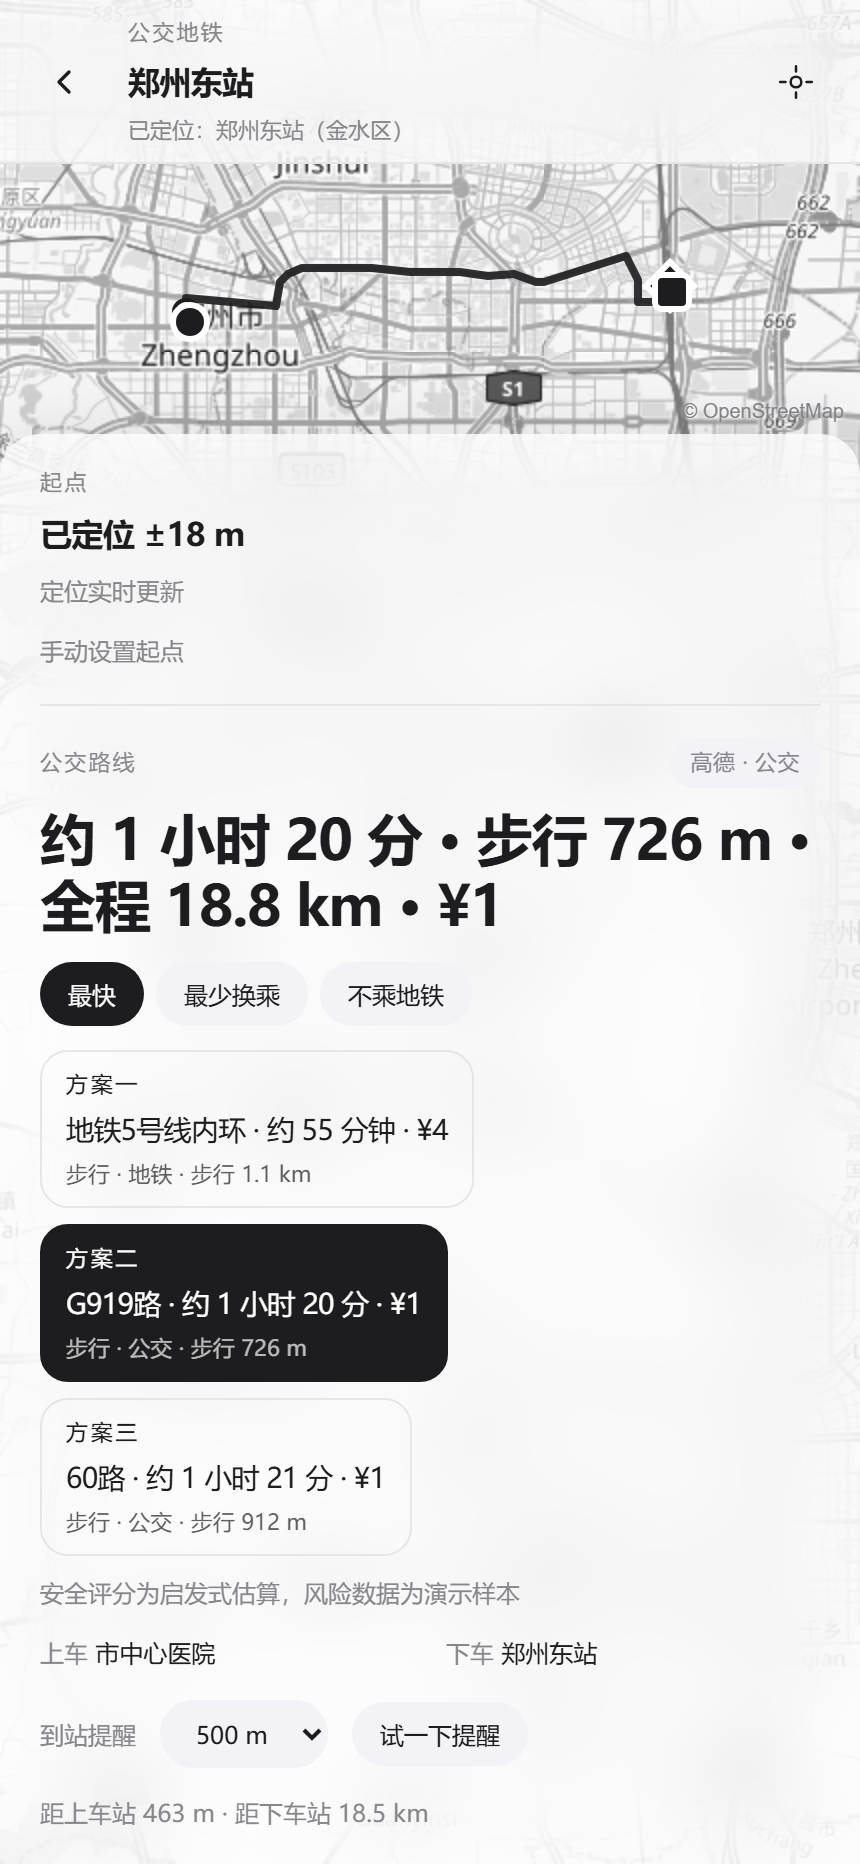 公交地铁
郑州东站
已定位：郑州东站（金水区）
Jinshui
原区
ngyuan
662
662
州市
Zhengzhou
666
S1
© OpenStreetMap
669
S103
起点
已定位 ±18 m
定位实时更新
手动设置起点
公交路线
高德 · 公交
约 1 小时 20 分 • 步行 726 m •
全程 18.8 km • ¥1
最快
最少换乘
不乘地铁
方案一
地铁5号线内环 · 约 55 分钟 · ¥4
步行 · 地铁 · 步行 1.1 km
方案二
G919路 · 约 1 小时 20 分 · ¥1
步行 · 公交 · 步行 726 m
方案三
60路 · 约 1 小时 21 分 · ¥1
步行 · 公交 · 步行 912 m
安全评分为启发式估算，风险数据为演示样本
上车 市中心医院
下车 郑州东站
到站提醒
500 m
试一下提醒
距上车站 463 m · 距下车站 18.5 km